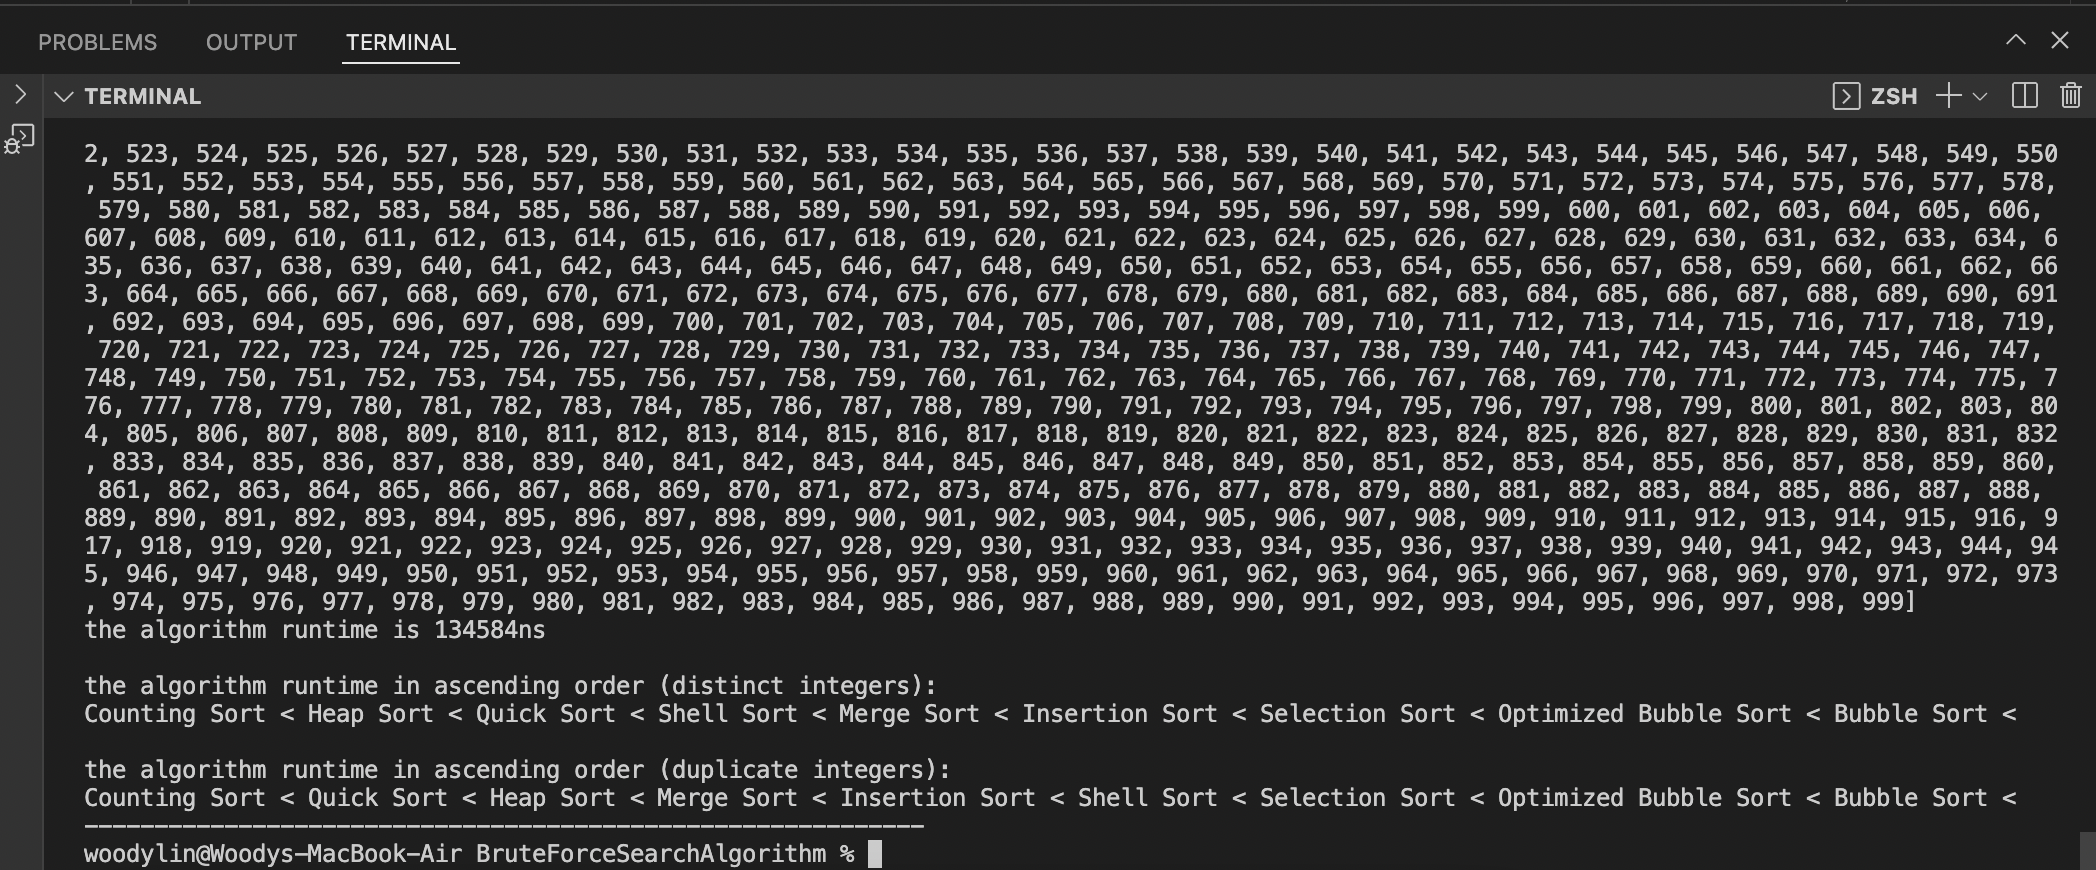 PROBLEMS OUTPUT TERMINAL
TERMINAL ZSH
2, 523, 524, 525, 526, 527, 528, 529, 530, 531, 532, 533, 534, 535, 536, 537, 538, 539, 540, 541, 542, 543, 544, 545, 546, 547, 548, 549, 550
, 551, 552, 553, 554, 555, 556, 557, 558, 559, 560, 561, 562, 563, 564, 565, 566, 567, 568, 569, 570, 571, 572, 573, 574, 575, 576, 577, 578,
579, 580, 581, 582, 583, 584, 585, 586, 587, 588, 589, 590, 591, 592, 593, 594, 595, 596, 597, 598, 599, 600, 601, 602, 603, 604, 605, 606,
607, 608, 609, 610, 611, 612, 613, 614, 615, 616, 617, 618, 619, 620, 621, 622, 623, 624, 625, 626, 627, 628, 629, 630, 631, 632, 633, 634, 6
35, 636, 637, 638, 639, 640, 641, 642, 643, 644, 645, 646, 647, 648, 649, 650, 651, 652, 653, 654, 655, 656, 657, 658, 659, 660, 661, 662, 66
3, 664, 665, 666, 667, 668, 669, 670, 671, 672, 673, 674, 675, 676, 677, 678, 679, 680, 681, 682, 683, 684, 685, 686, 687, 688, 689, 690, 691
, 692, 693, 694, 695, 696, 697, 698, 699, 700, 701, 702, 703, 704, 705, 706, 707, 708, 709, 710, 711, 712, 713, 714, 715, 716, 717, 718, 719,
720, 721, 722, 723, 724, 725, 726, 727, 728, 729, 730, 731, 732, 733, 734, 735, 736, 737, 738, 739, 740, 741, 742, 743, 744, 745, 746, 747,
748, 749, 750, 751, 752, 753, 754, 755, 756, 757, 758, 759, 760, 761, 762, 763, 764, 765, 766, 767, 768, 769, 770, 771, 772, 773, 774, 775, 7
76, 777, 778, 779, 780, 781, 782, 783, 784, 785, 786, 787, 788, 789, 790, 791, 792, 793, 794, 795, 796, 797, 798, 799, 800, 801, 802, 803, 80
4, 805, 806, 807, 808, 809, 810, 811, 812, 813, 814, 815, 816, 817, 818, 819, 820, 821, 822, 823, 824, 825, 826, 827, 828, 829, 830, 831, 832
, 833, 834, 835, 836, 837, 838, 839, 840, 841, 842, 843, 844, 845, 846, 847, 848, 849, 850, 851, 852, 853, 854, 855, 856, 857, 858, 859, 860,
861, 862, 863, 864, 865, 866, 867, 868, 869, 870, 871, 872, 873, 874, 875, 876, 877, 878, 879, 880, 881, 882, 883, 884, 885, 886, 887, 888,
889, 890, 891, 892, 893, 894, 895, 896, 897, 898, 899, 900, 901, 902, 903, 904, 905, 906, 907, 908, 909, 910, 911, 912, 913, 914, 915, 916, 9
17, 918, 919, 920, 921, 922, 923, 924, 925, 926, 927, 928, 929, 930, 931, 932, 933, 934, 935, 936, 937, 938, 939, 940, 941, 942, 943, 944, 94
5, 946, 947, 948, 949, 950, 951, 952, 953, 954, 955, 956, 957, 958, 959, 960, 961, 962, 963, 964, 965, 966, 967, 968, 969, 970, 971, 972, 973
, 974, 975, 976, 977, 978, 979, 980, 981, 982, 983, 984, 985, 986, 987, 988, 989, 990, 991, 992, 993, 994, 995, 996, 997, 998, 999]
the algorithm runtime is 134584ns
the algorithm runtime in ascending order (distinct integers):
Counting Sort < Heap Sort < Quick Sort < Shell Sort < Merge Sort < Insertion Sort < Selection Sort < Optimized Bubble Sort < Bubble Sort <
the algorithm runtime in ascending order (duplicate integers):
Counting Sort < Quick Sort < Heap Sort < Merge Sort < Insertion Sort < Shell Sort < Selection Sort < Optimized Bubble Sort < Bubble Sort <
------------------------------------------------------------
woodylin@Woodys-MacBook-Air BruteForceSearchAlgorithm %